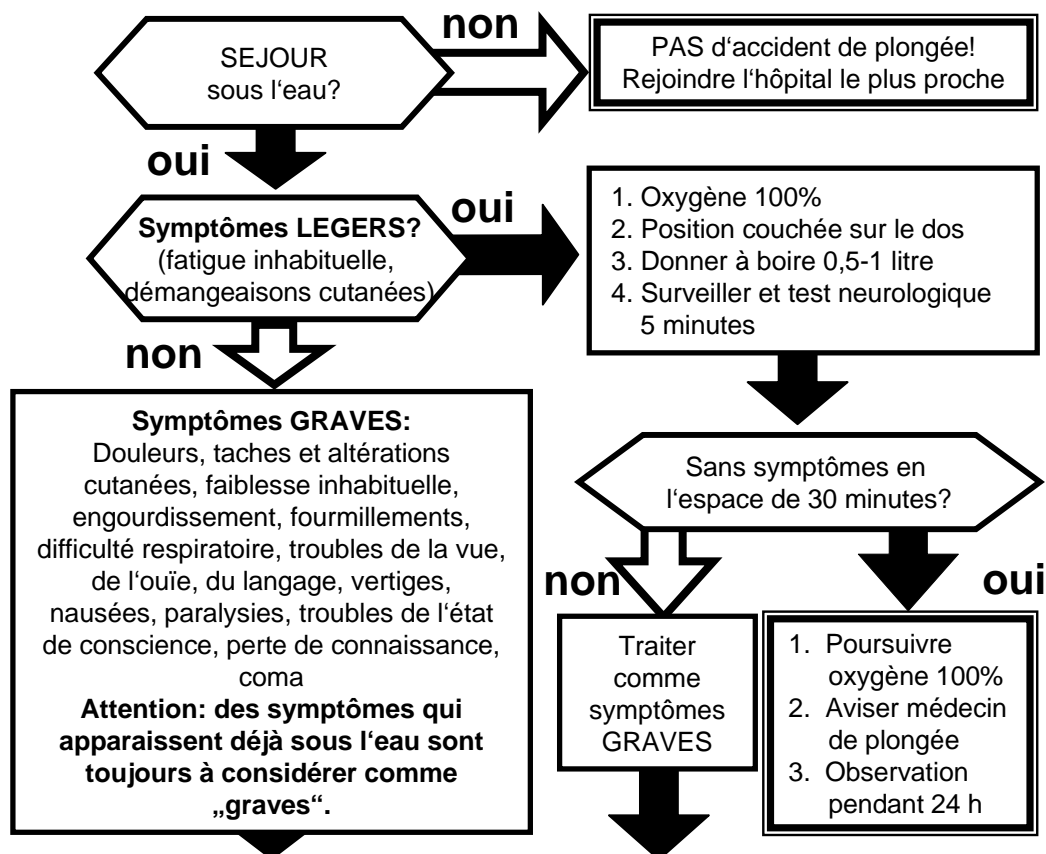 SEJOUR
sous l‘eau?
non
PAS d‘accident de plongée!
Rejoindre l‘hôpital le plus proche
oui
Symptômes LEGERS?
(fatigue inhabituelle,
démangeaisons cutanées)
oui
1. Oxygène 100%
2. Position couchée sur le dos
3. Donner à boire 0,5-1 litre
4. Surveiller et test neurologique
5 minutes
non
Symptômes GRAVES:
Douleurs, taches et altérations
cutanées, faiblesse inhabituelle,
engourdissement, fourmillements,
difficulté respiratoire, troubles de la vue,
de l‘ouïe, du langage, vertiges,
nausées, paralysies, troubles de l‘état
de conscience, perte de connaissance,
coma
Attention: des symptômes qui
apparaissent déjà sous l‘eau sont
toujours à considérer comme
„graves“.
Sans symptômes en
l‘espace de 30 minutes?
non
Traiter
comme
symptômes
GRAVES
oui
1. Poursuivre
oxygène 100%
2. Aviser médecin
de plongée
3. Observation
pendant 24 h